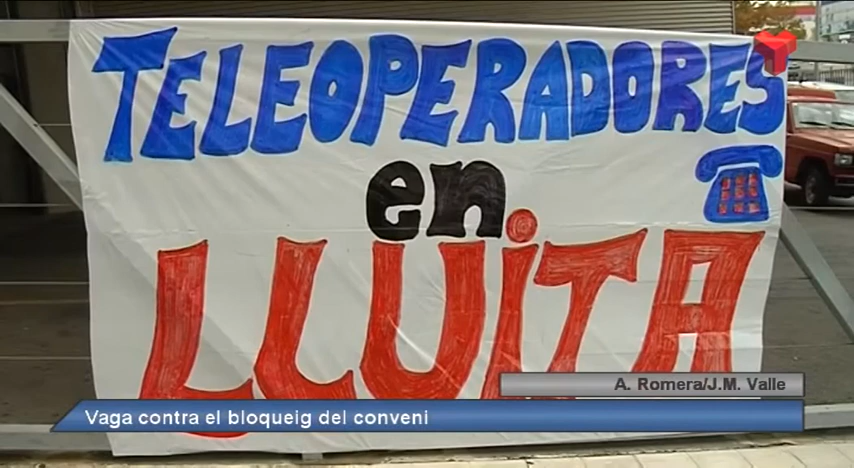 TELEOPERADORES
en
LLUITA
A. Romera/J.M. Valle
Vaga contra el bloqueig del conveni